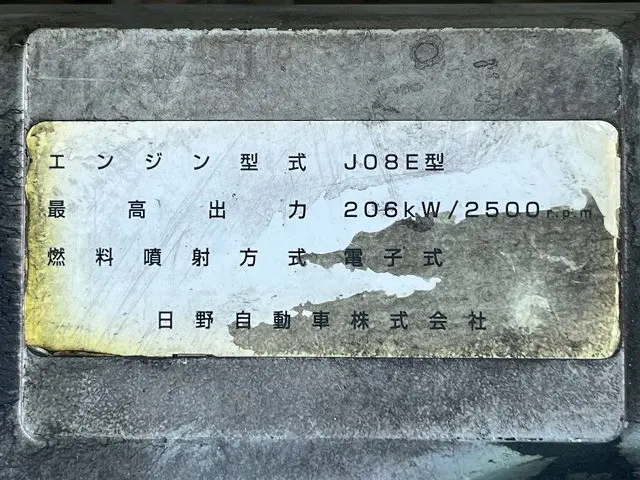 エンジン型式 J08E型
最高出力 206kW/2500r.p.m
燃料噴射方式 電子式
日野自動車株式会社